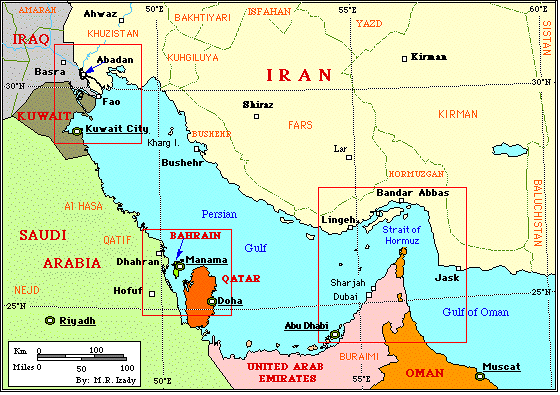 AMARAN
Ahwaz
50°E
BAKHTIYARI
ISFAHAN
55°E
YAZD
60°E
SISTAN
IRAQ
KHUZISTAN
Abadan
KUHGILUYA
Kirman
Basra
IRAN
30°N
30°N
Fao
KUWAIT
Shiraz
Kuwait City
FARS
KIRMAN
Kharg I.
BUSHEHR
Bushehr
Lar
HORMUZGAN
BALUCHISTAN
Bandar Abbas
AL HASA
Persian
Lingeh
SAUDI
QATIF
BAHRAIN
Strait of
Hormuz
Gulf
ARABIA
Dhahran
Manama
QATAR
Jask
NEJD
Hofuf
Doha
Sharjah
Dubai
25°N
25°N
Gulf of Oman
Riyadh
Abu Dhabi
BURAIMI
Km
0
100
Miles
0
100
By: M.R. Izady
50°E
UNITED ARAB
EMIRATES
55°E
OMAN
Muscat
60°E